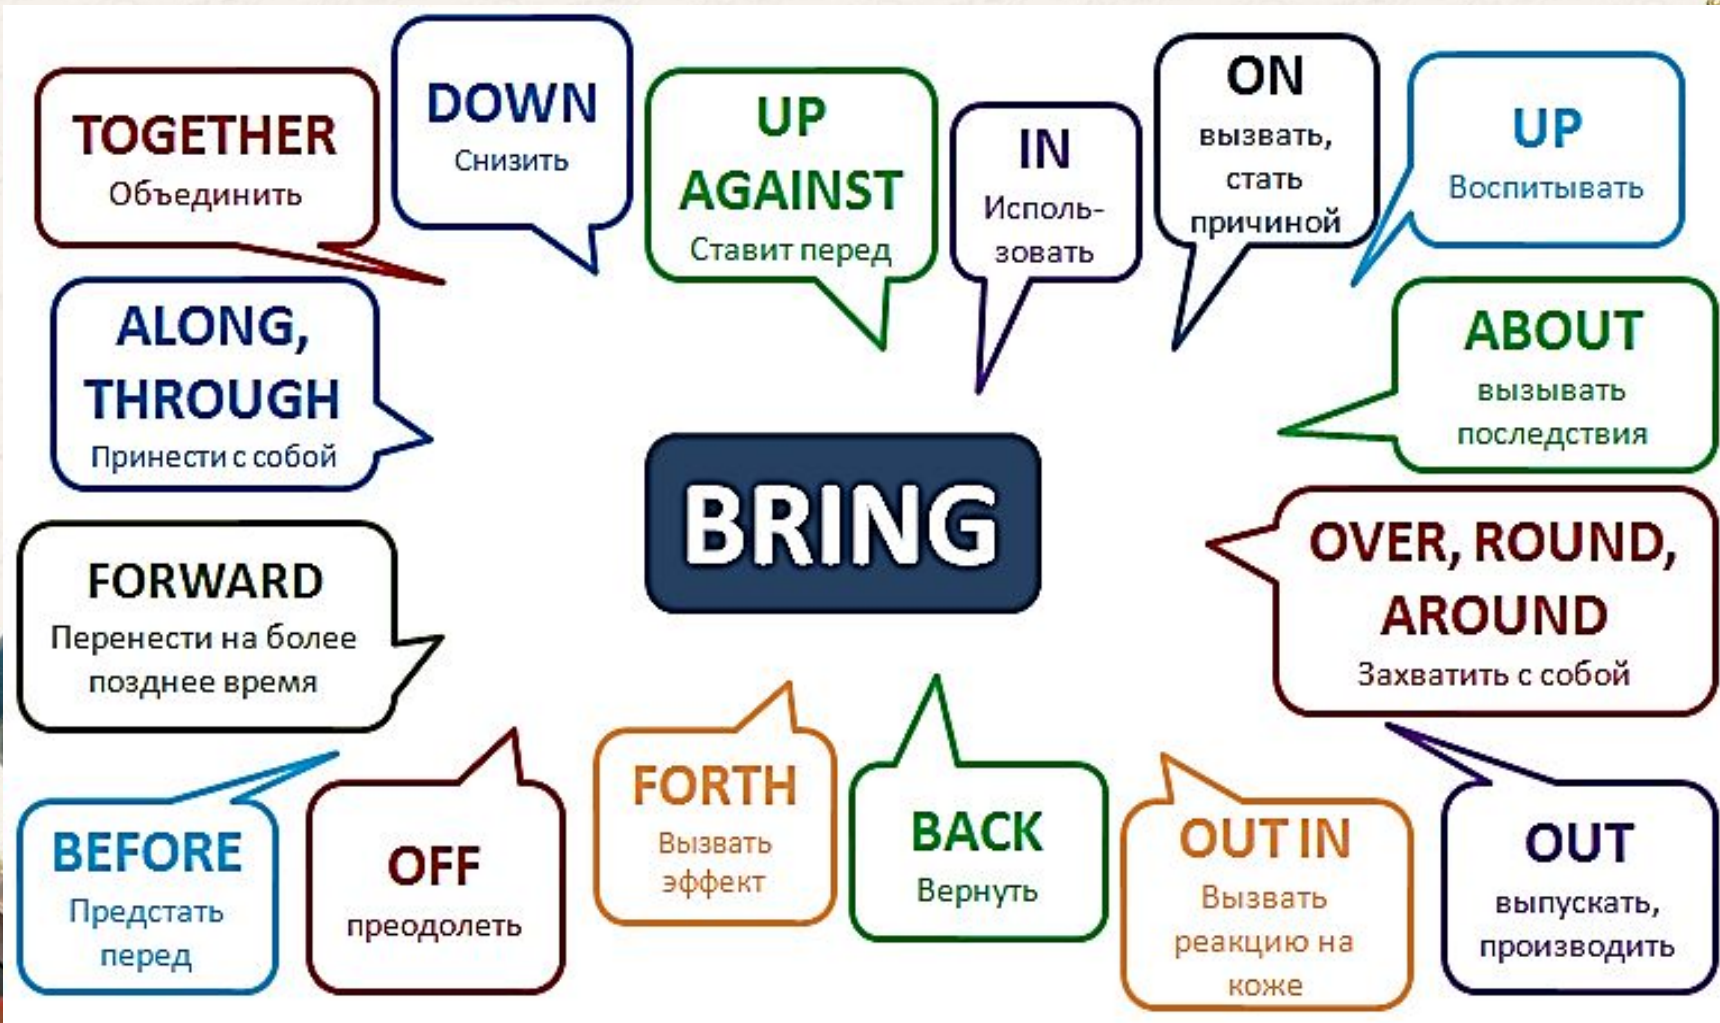 TOGETHER
Объединить
DOWN
Снизить
UP
AGAINST
Ставит перед
IN
Исполь-
зовать
ON
вызвать,
стать
причиной
UP
Воспитывать
ALONG,
THROUGH
Принести с собой
ABOUT
вызывать
последствия
BRING
FORWARD
Перенести на более
позднее время
OVER, ROUND,
AROUND
Захватить с собой
BEFORE
Предстать
перед
OFF
преодолеть
FORTH
Вызвать
эффект
BACK
Вернуть
OUT IN
Вызвать
реакцию на
коже
OUT
выпускать,
производить